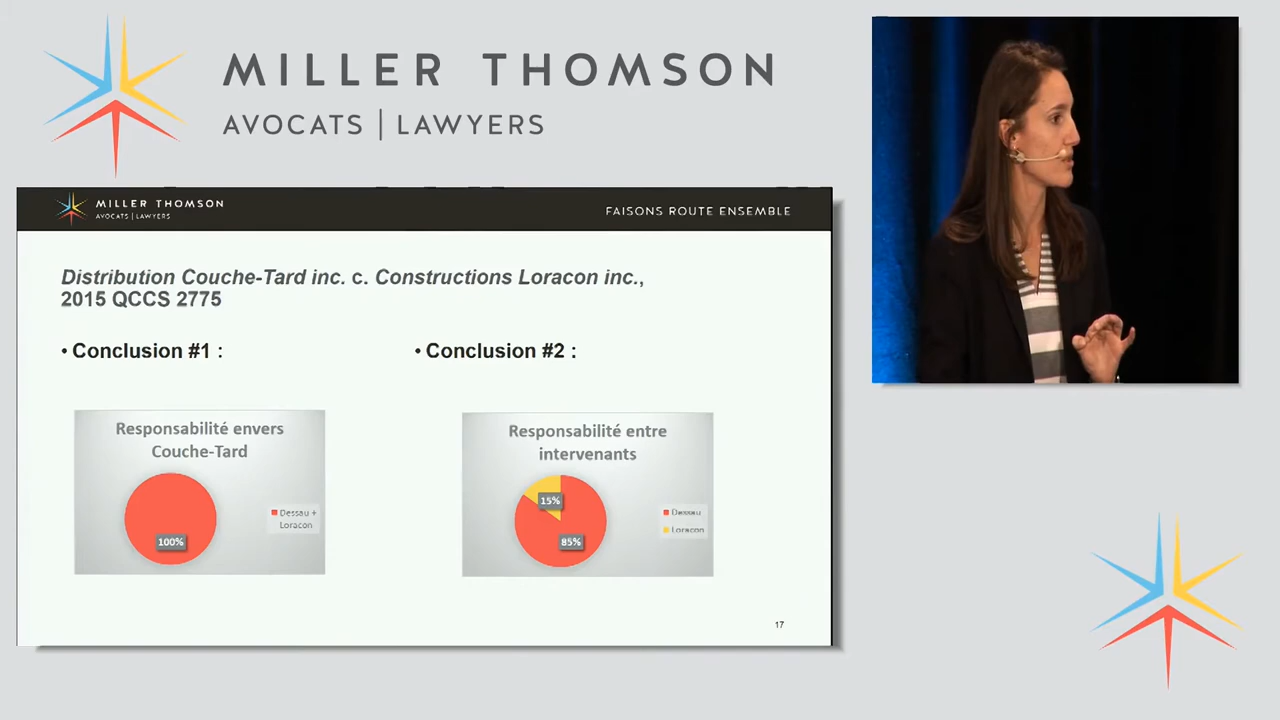 MILLER THOMSON
AVOCATS | LAWYERS
MILLER THOMSON
AVOCATS | LAWYERS
FAISONS ROUTE ENSEMBLE
Distribution Couche-Tard inc. c. Constructions Loracon inc.,
2015 QCCS 2775
• Conclusion #1 :
• Conclusion #2 :
Responsabilité envers
Couche-Tard
100%
Dessau +
Loracon
Responsabilité entre
intervenants
15%
85%
Dessau
Loracon
17